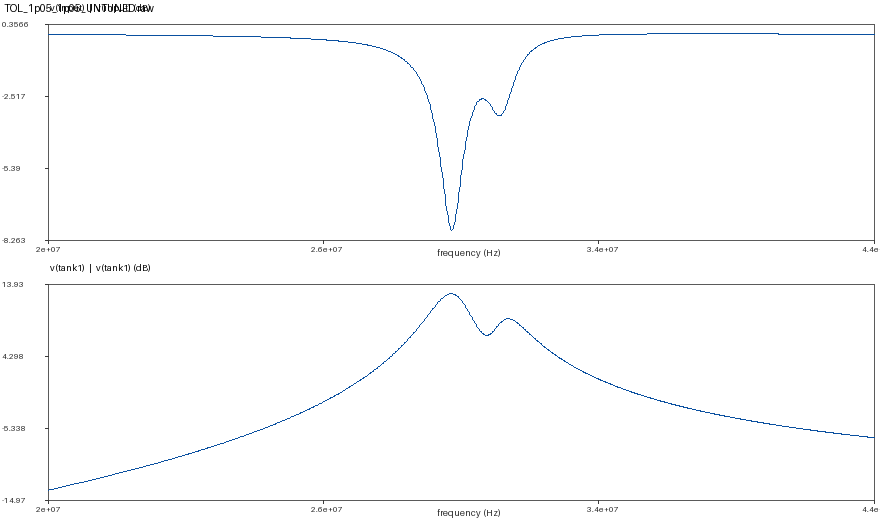 TOL_1p05_1p06_UNTUNED.raw
0.3566
-2.517
-5.39
-8.263
2e+07
2.6e+07
3.4e+07
4.4e
frequency (Hz)
v(tank1) | v(tank1) (dB)
13.93
4.298
-5.338
-14.97
2e+07
2.6e+07
3.4e+07
4.4e
frequency (Hz)